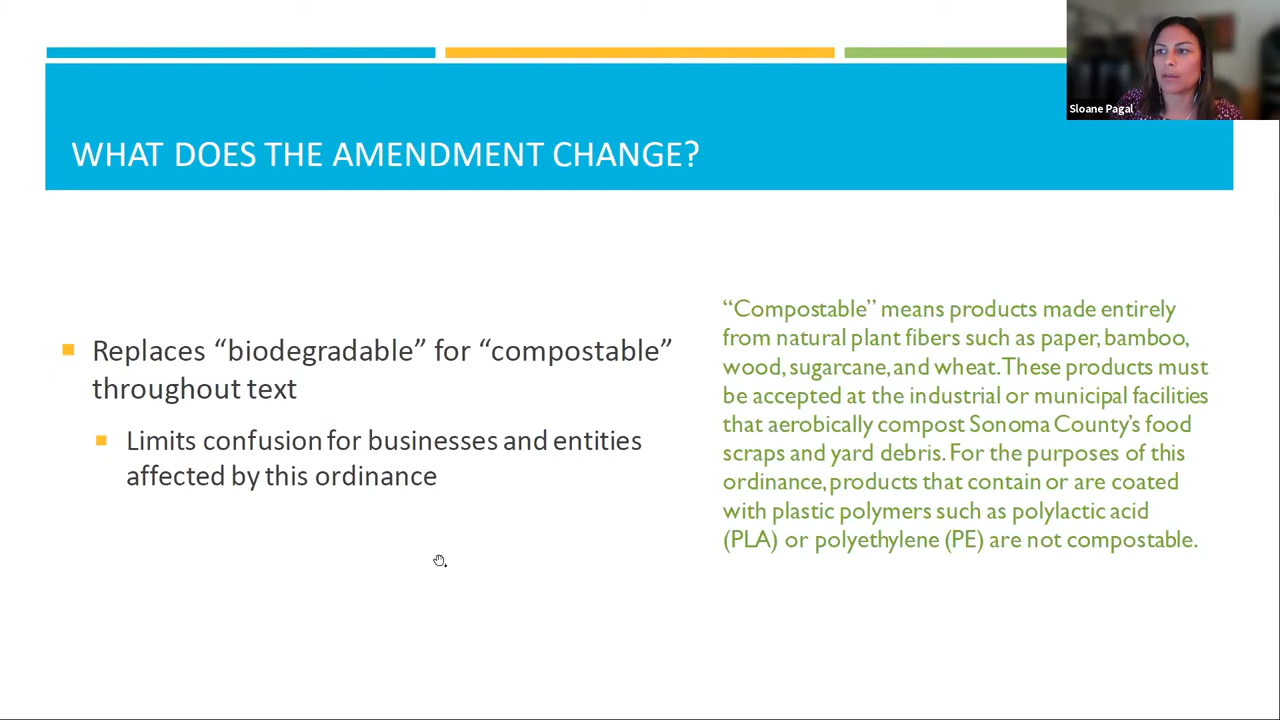 Sloane Pagal
WHAT DOES THE AMENDMENT CHANGE?
Replaces “biodegradable” for “compostable”
throughout text
Limits confusion for businesses and entities
affected by this ordinance
“Compostable” means products made entirely
from natural plant fibers such as paper, bamboo,
wood, sugarcane, and wheat. These products must
be accepted at the industrial or municipal facilities
that aerobically compost Sonoma County’s food
scraps and yard debris. For the purposes of this
ordinance, products that contain or are coated
with plastic polymers such as polylactic acid
(PLA) or polyethylene (PE) are not compostable.